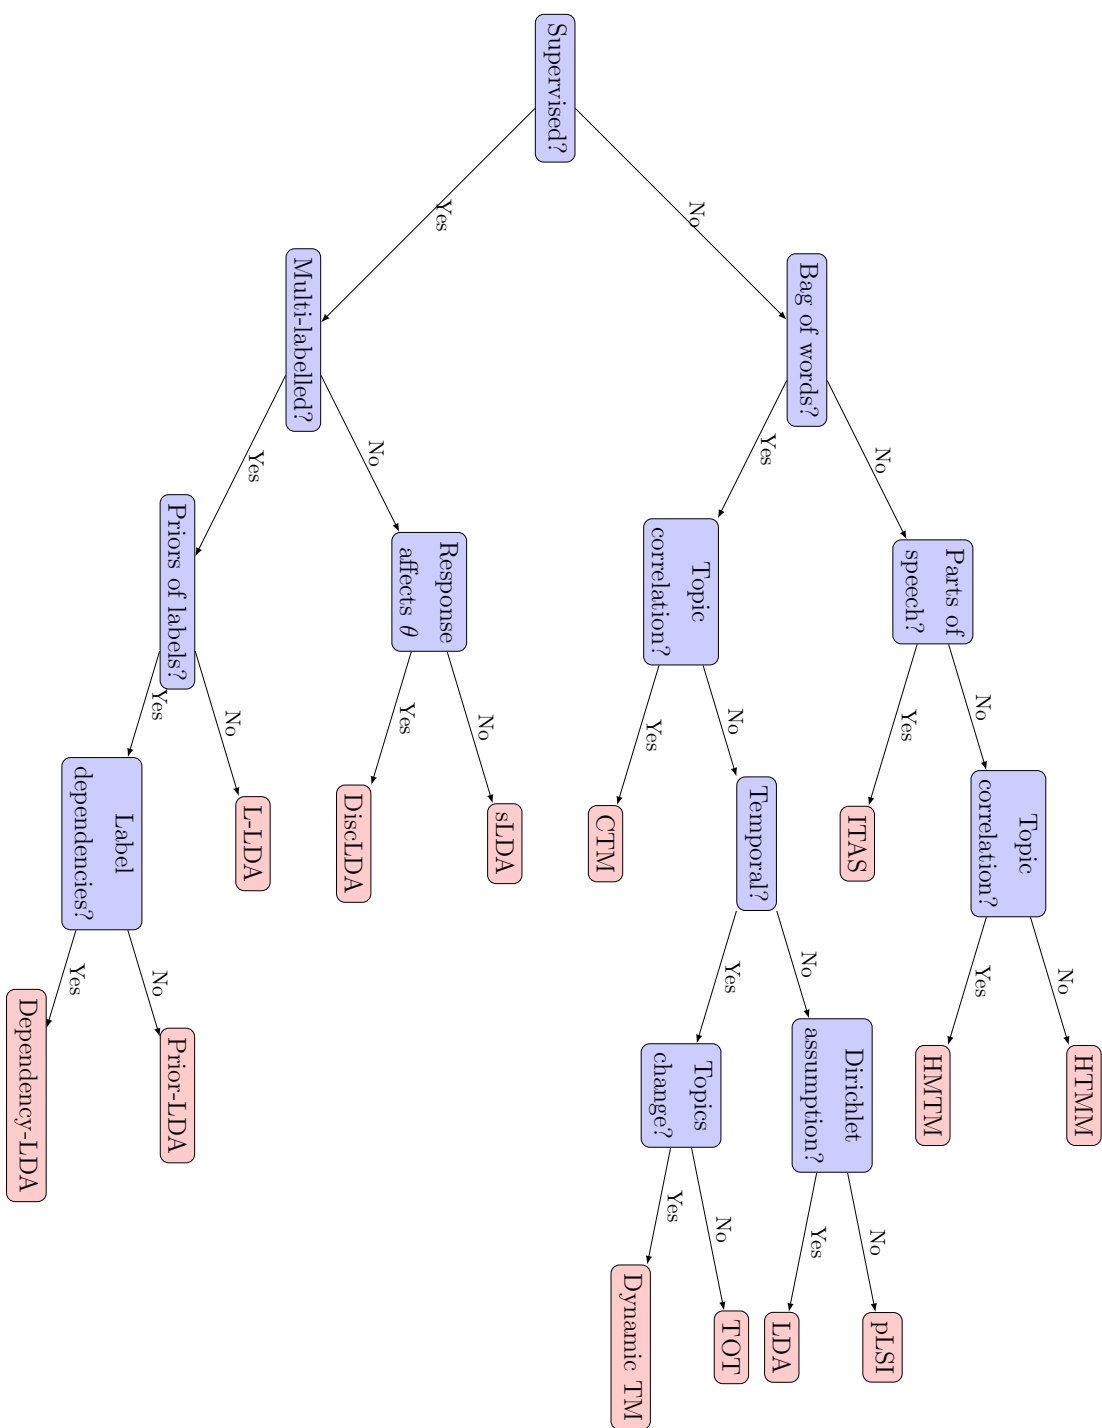 Supervised?
No
Yes
Bag of words?
Multi-labelled?
No
Yes
No
Yes
Parts of
speech?
Topic
correlation?
Response
affects θ
Priors of labels?
No
Yes
No
Yes
No
Yes
No
Yes
Topic
correlation?
ITAS
Temporal?
CTM
sLDA
DiscLDA
L-LDA
Label
dependencies?
No
Yes
No
Yes
No
Yes
HTMM
HMTM
Dirichlet
assumption?
Topics
change?
Prior-LDA
Dependency-LDA
No
Yes
No
Yes
pLSI
LDA
TOT
Dynamic TM